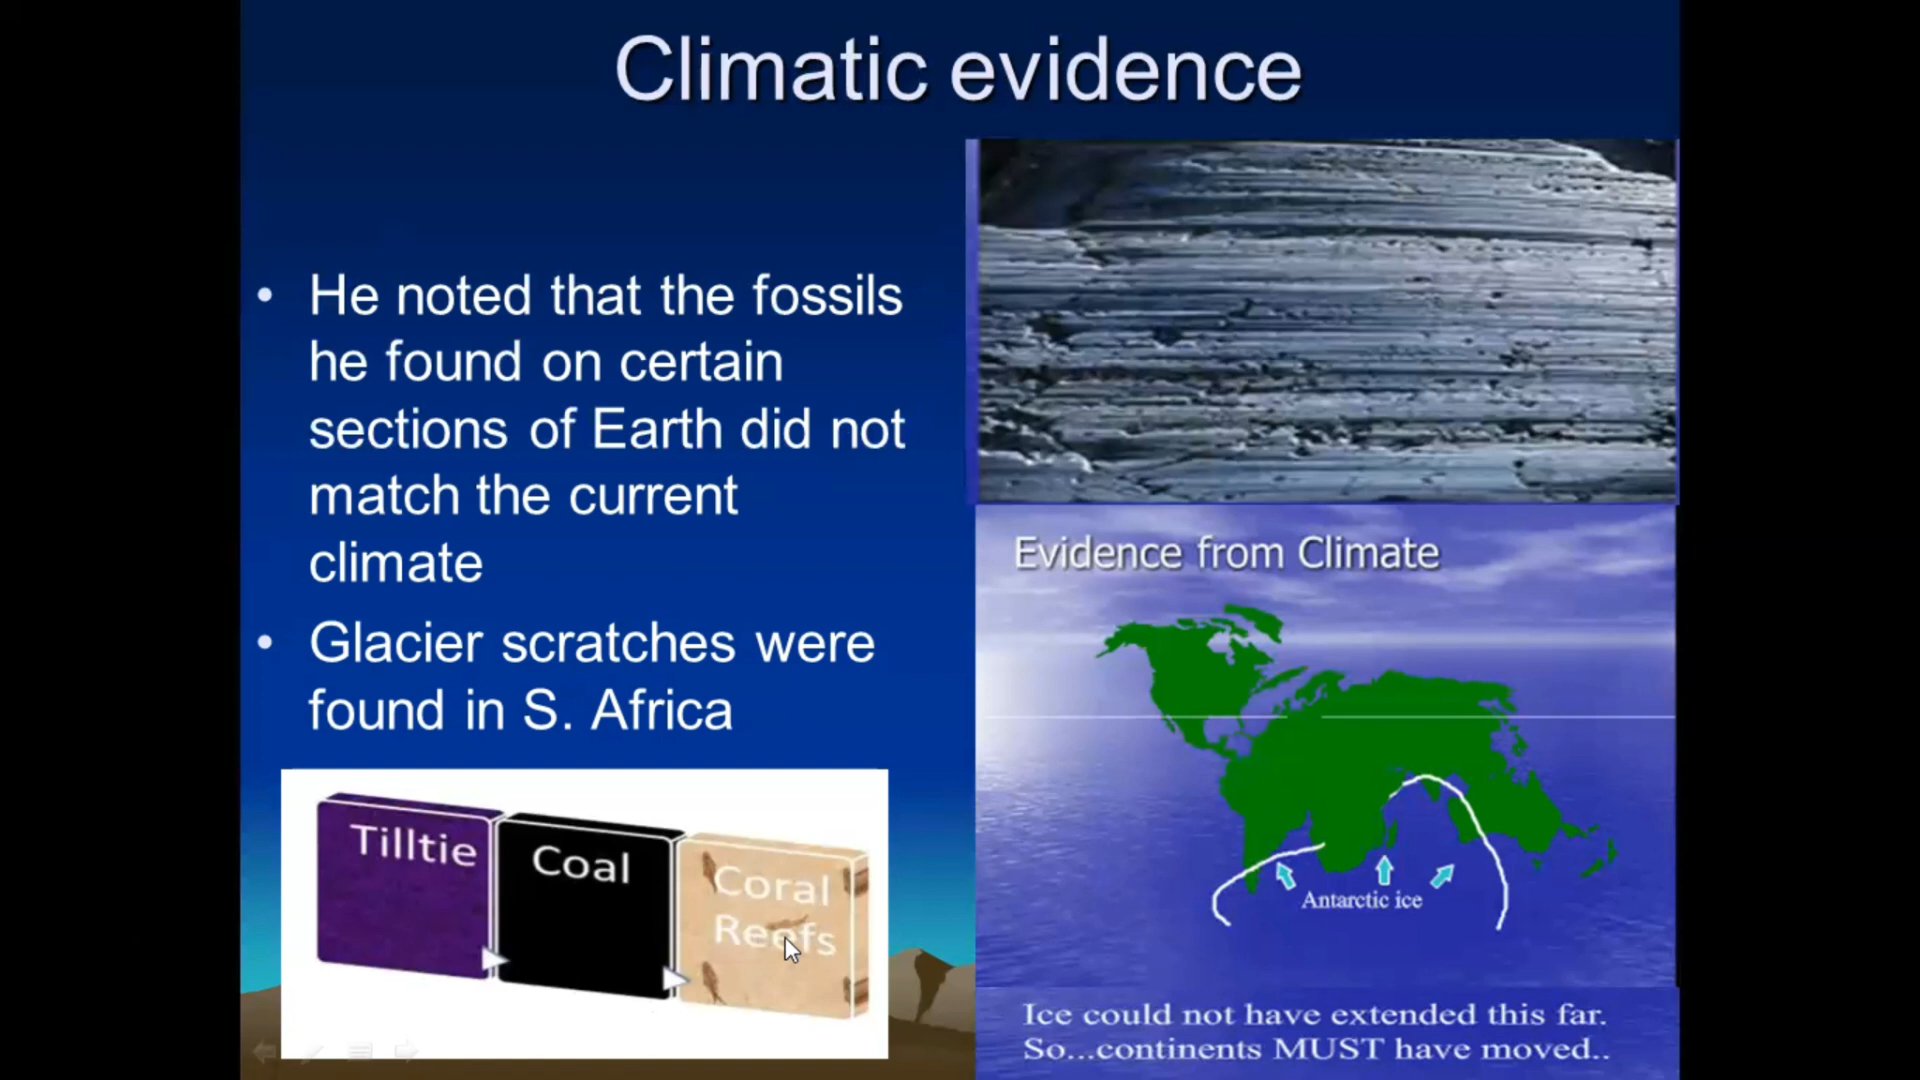 Climatic evidence
• He noted that the fossils
he found on certain
sections of Earth did not
match the current
climate
• Glacier scratches were
found in S. Africa
Tilltie
Coal
Coral
Reefs
Evidence from Climate
Antarctic ice
Ice could not have extended this far.
So...continents MUST have moved..